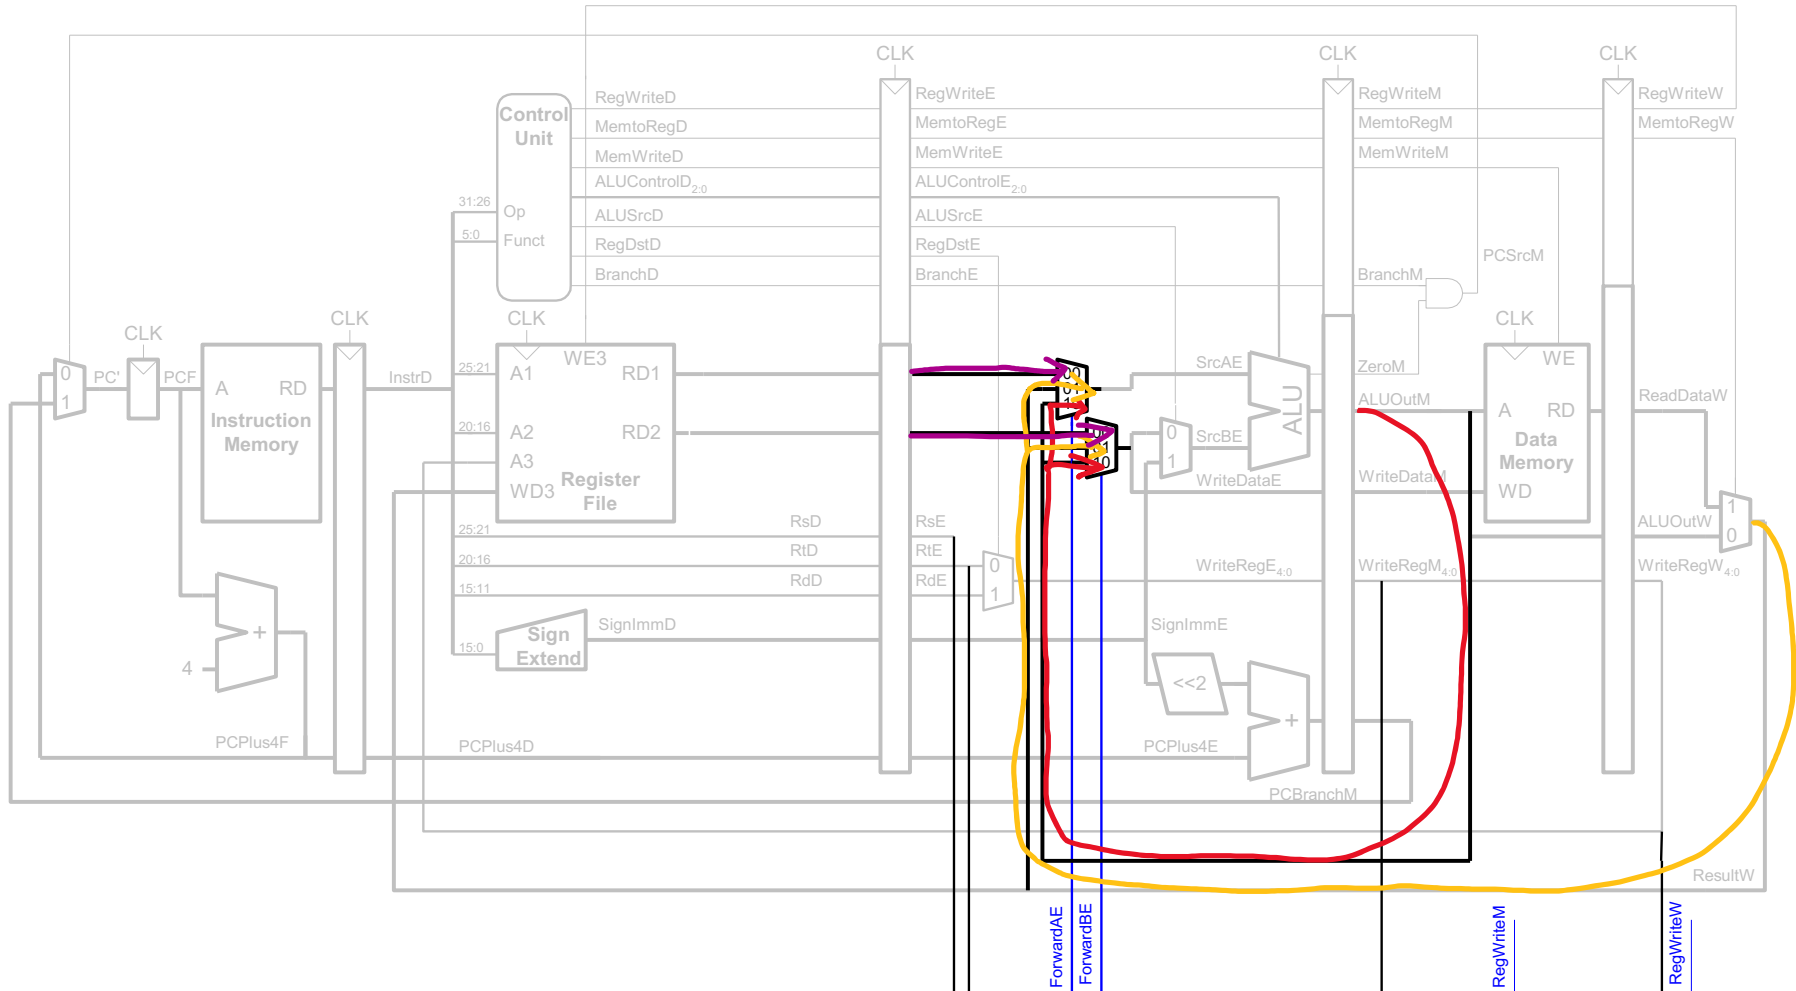 CLK CLK CLK
RegWriteD RegWriteE RegWriteM RegWriteW
Control Unit
MemtoRegD MemtoRegE MemtoRegM MemtoRegW
MemWriteD MemWriteE MemWriteM
ALUControlD2:0 ALUControlE2:0
31:26 Op ALUSrcD ALUSrcE
5:0 Funct RegDstD RegDstE
PCSrcM
BranchD BranchE BranchM
CLK CLK CLK CLK
WE3 WE
0 PC' PCF A RD InstrD 25:21 A1 RD1 00 SrcAE ZeroM
1
Instruction Memory
01
ALU ALUOutM A RD ReadDataW
20:16 A2 RD2 0 SrcBE
Data Memory
A3 01 1
10
WD3 Register File WriteDataE WriteDataM WD
1
25:21 RsD RsE ALUOutW 0
20:16 RtD RtE 0 WriteRegE4:0 WriteRegM4:0 WriteRegW4:0
15:11 RdD RdE 1
+ Sign Extend SignImmD SignImmE
15:0
4 <<2
+
PCPlus4F PCPlus4D PCPlus4E
PCBranchM
ResultW
ForwardAE ForwardBE RegWriteM RegWriteW